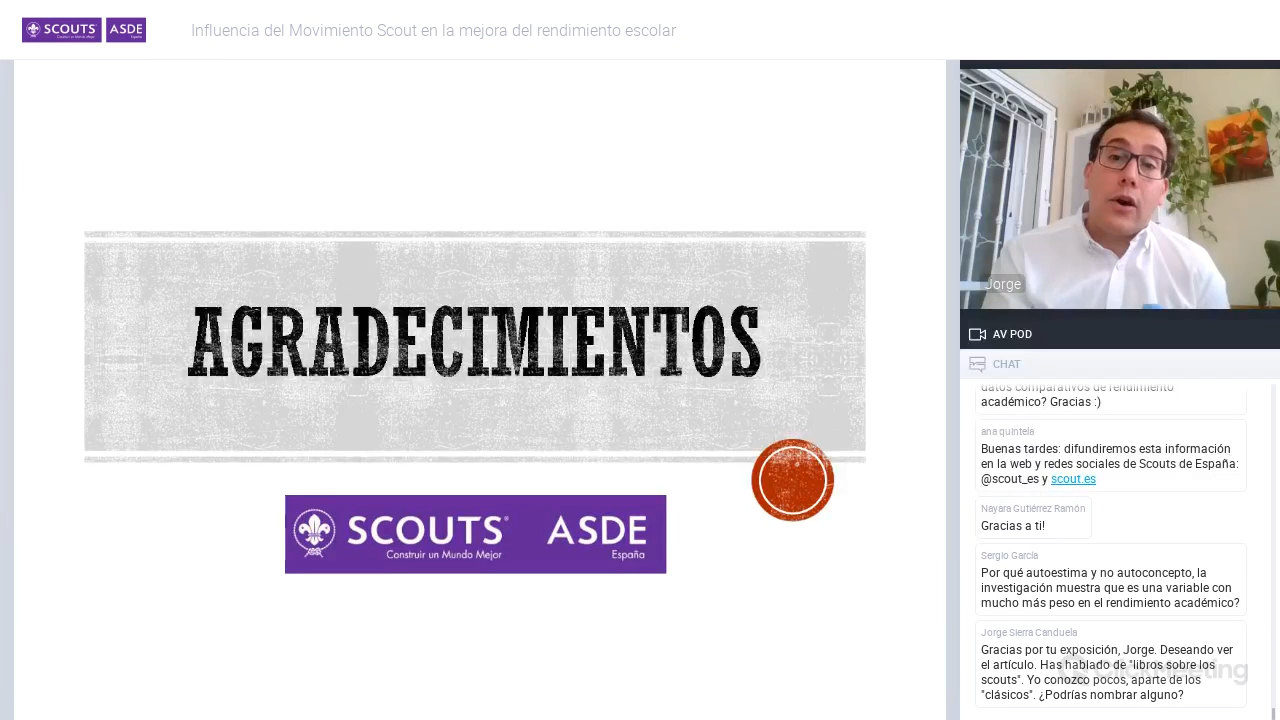 SCOUTS ASDE
Influencia del Movimiento Scout en la mejora del rendimiento escolar
AGRADECIMIENTOS
SCOUTS® ASDE
Construir un Mundo Mejor España
Jorge
AV POD
CHAT
datos comparativos de rendimiento
académico? Gracias :)
ana quintela
Buenas tardes: difundiremos esta información
en la web y redes sociales de Scouts de España:
@scout_es y scout.es
Nayara Gutiérrez Ramón
Gracias a ti!
Sergio García
Por qué autoestima y no autoconcepto, la
investigación muestra que es una variable con
mucho más peso en el rendimiento académico?
Jorge Sierra Canduela
Gracias por tu exposición, Jorge. Deseando ver
el artículo. Has hablado de "libros sobre los
scouts". Yo conozco pocos, aparte de los
"clásicos". ¿Podrías nombrar alguno?